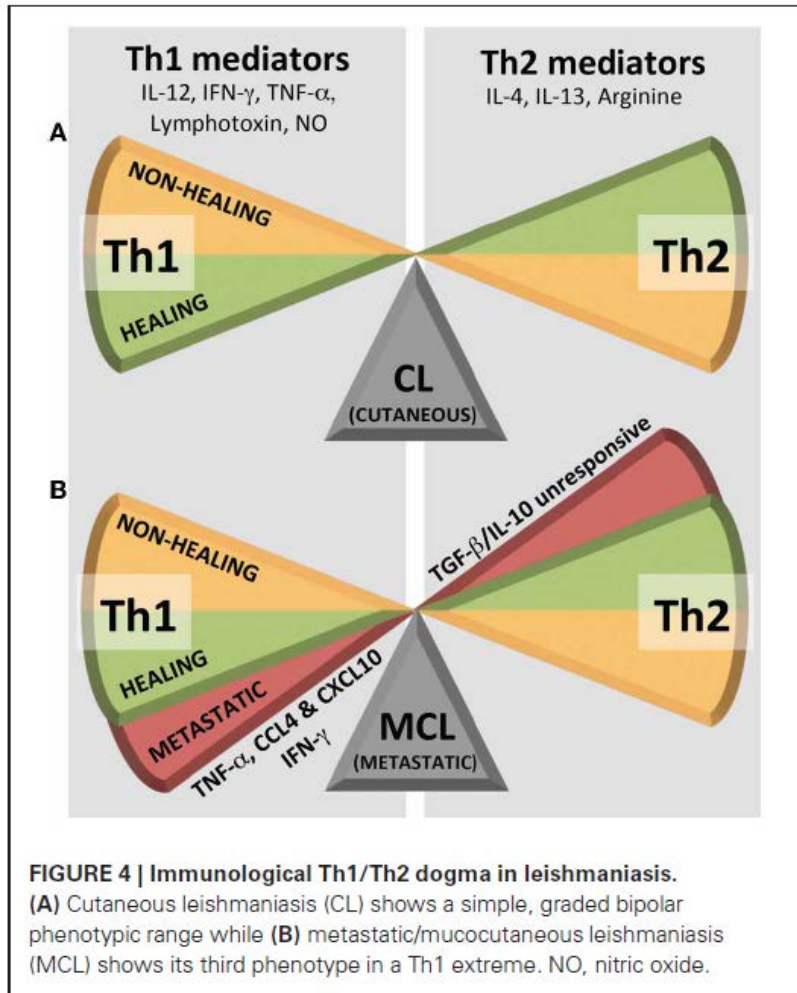 Th1 mediators
IL-12, IFN-γ, TNF-α,
Lymphotoxin, NO
Th2 mediators
IL-4, IL-13, Arginine
A
NON-HEALING
Th1
HEALING
Th2
CL
(CUTANEOUS)
B
NON-HEALING
Th1
HEALING
METASTATIC
TNF-α, CCL4 & CXCL10
IFN-γ
TGF-β/IL-10 unresponsive
Th2
MCL
(METASTATIC)
FIGURE 4 | Immunological Th1/Th2 dogma in leishmaniasis.
(A) Cutaneous leishmaniasis (CL) shows a simple, graded bipolar
phenotypic range while (B) metastatic/mucocutaneous leishmaniasis
(MCL) shows its third phenotype in a Th1 extreme. NO, nitric oxide.